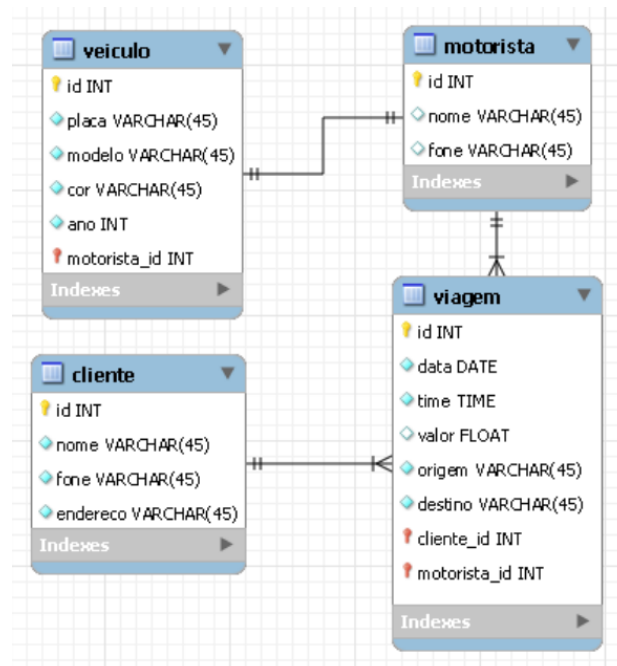 veiculo
id INT
placa VARCHAR(45)
modelo VARCHAR(45)
cor VARCHAR(45)
ano INT
motorista_id INT
Indexes
motorista
id INT
nome VARCHAR(45)
fone VARCHAR(45)
Indexes
cliente
id INT
nome VARCHAR(45)
fone VARCHAR(45)
endereco VARCHAR(45)
Indexes
viagem
id INT
data DATE
time TIME
valor FLOAT
origem VARCHAR(45)
destino VARCHAR(45)
cliente_id INT
motorista_id INT
Indexes